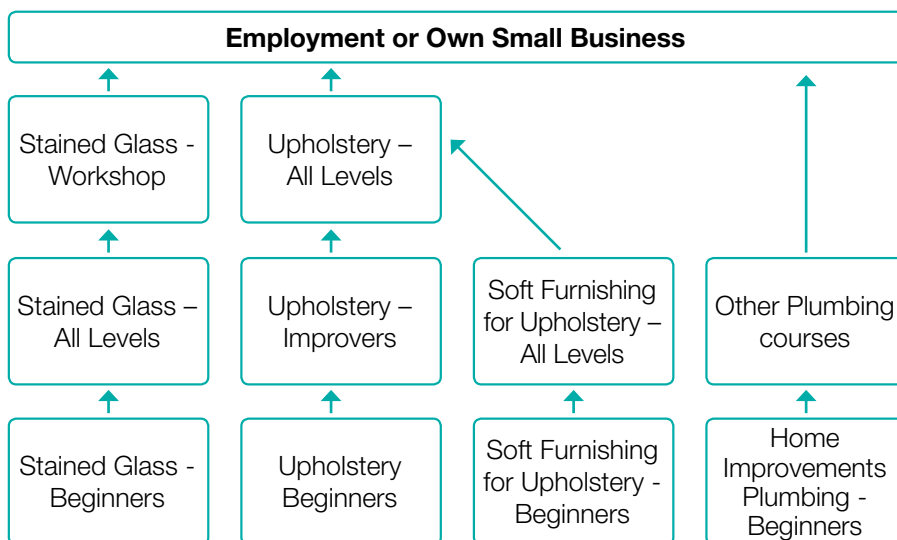 Employment or Own Small Business
Stained Glass -
Workshop
Upholstery –
All Levels
Stained Glass –
All Levels
Upholstery –
Improvers
Soft Furnishing
for Upholstery –
All Levels
Other Plumbing
courses
Stained Glass -
Beginners
Upholstery
Beginners
Soft Furnishing
for Upholstery -
Beginners
Home
Improvements
Plumbing -
Beginners